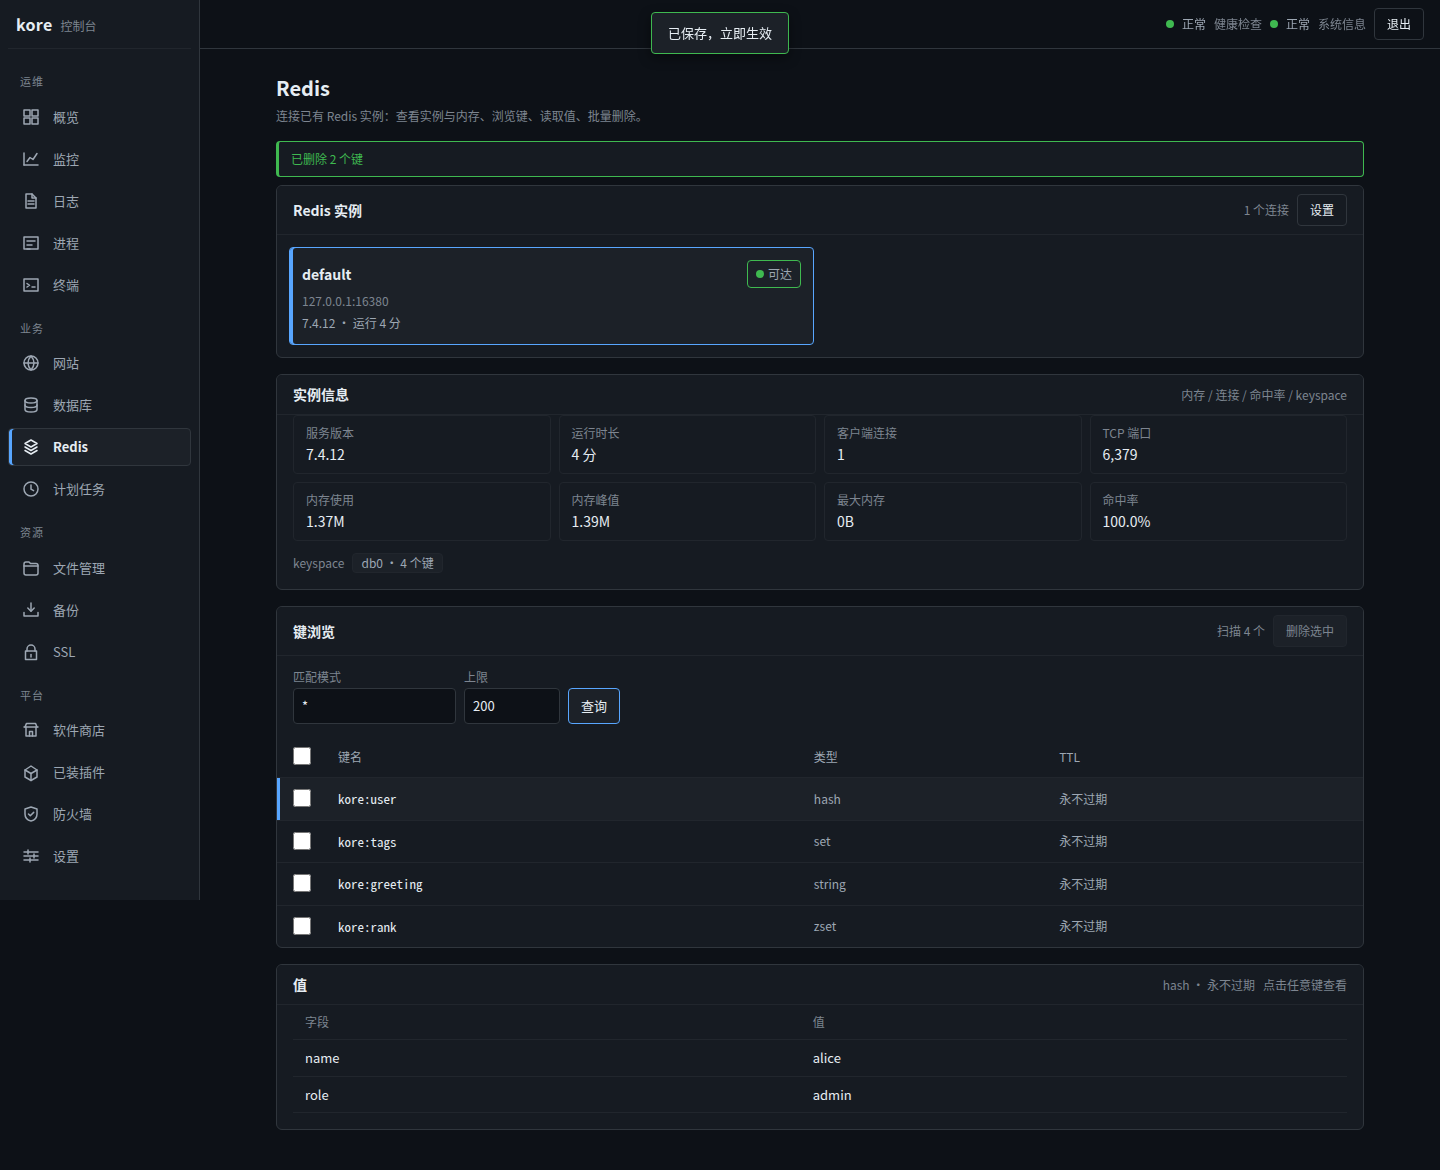 kore 控制台
已保存，立即生效
正常 健康检查 正常 系统信息 退出
运维
概览
监控
日志
进程
终端
业务
网站
数据库
Redis
计划任务
资源
文件管理
备份
SSL
平台
软件商店
已装插件
防火墙
设置
Redis
连接已有 Redis 实例：查看实例与内存、浏览键、读取值、批量删除。
已删除 2 个键
Redis 实例 1 个连接 设置
default 可达
127.0.0.1:16380
7.4.12 · 运行 4 分
实例信息 内存 / 连接 / 命中率 / keyspace
服务版本 运行时长 客户端连接 TCP 端口
7.4.12 4 分 1 6,379
内存使用 内存峰值 最大内存 命中率
1.37M 1.39M 0B 100.0%
keyspace db0 · 4 个键
键浏览 扫描 4 个 删除选中
匹配模式 上限
* 200 查询
键名 类型 TTL
kore:user hash 永不过期
kore:tags set 永不过期
kore:greeting string 永不过期
kore:rank zset 永不过期
值 hash · 永不过期 点击任意键查看
字段 值
name alice
role admin